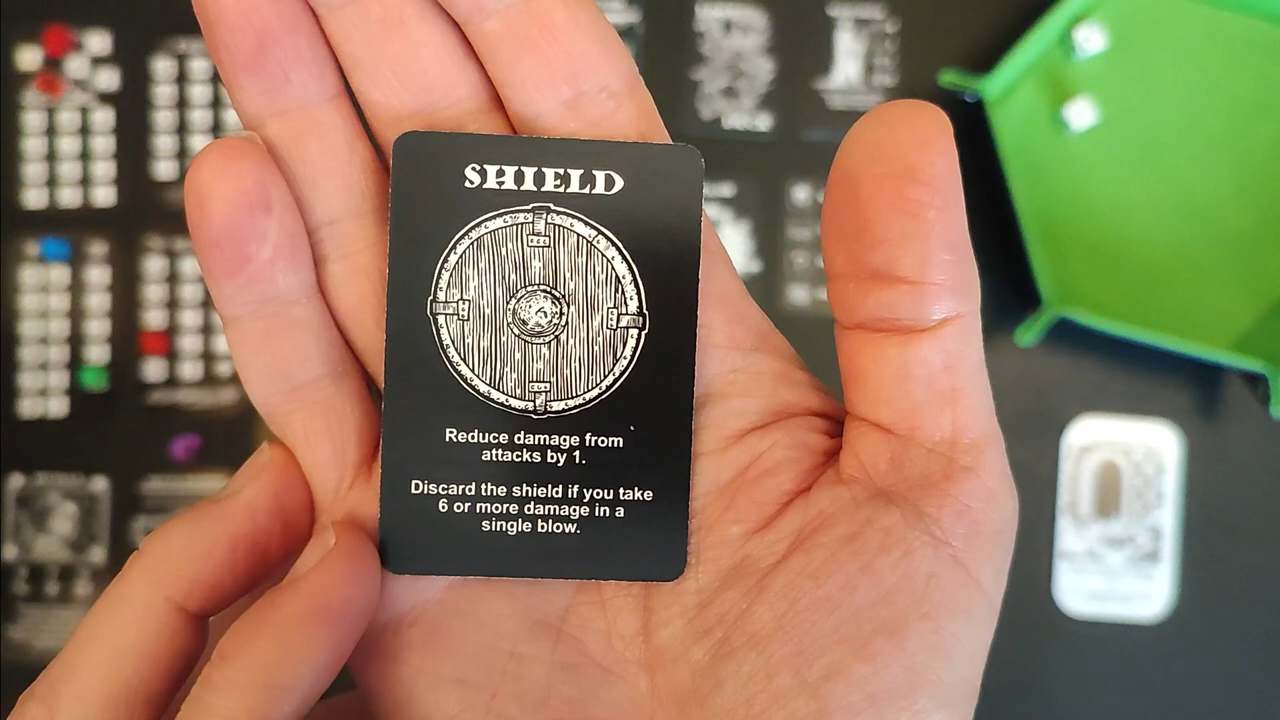 SHIELD
Reduce damage from
attacks by 1.
Discard the shield if you take
6 or more damage in a
single blow.